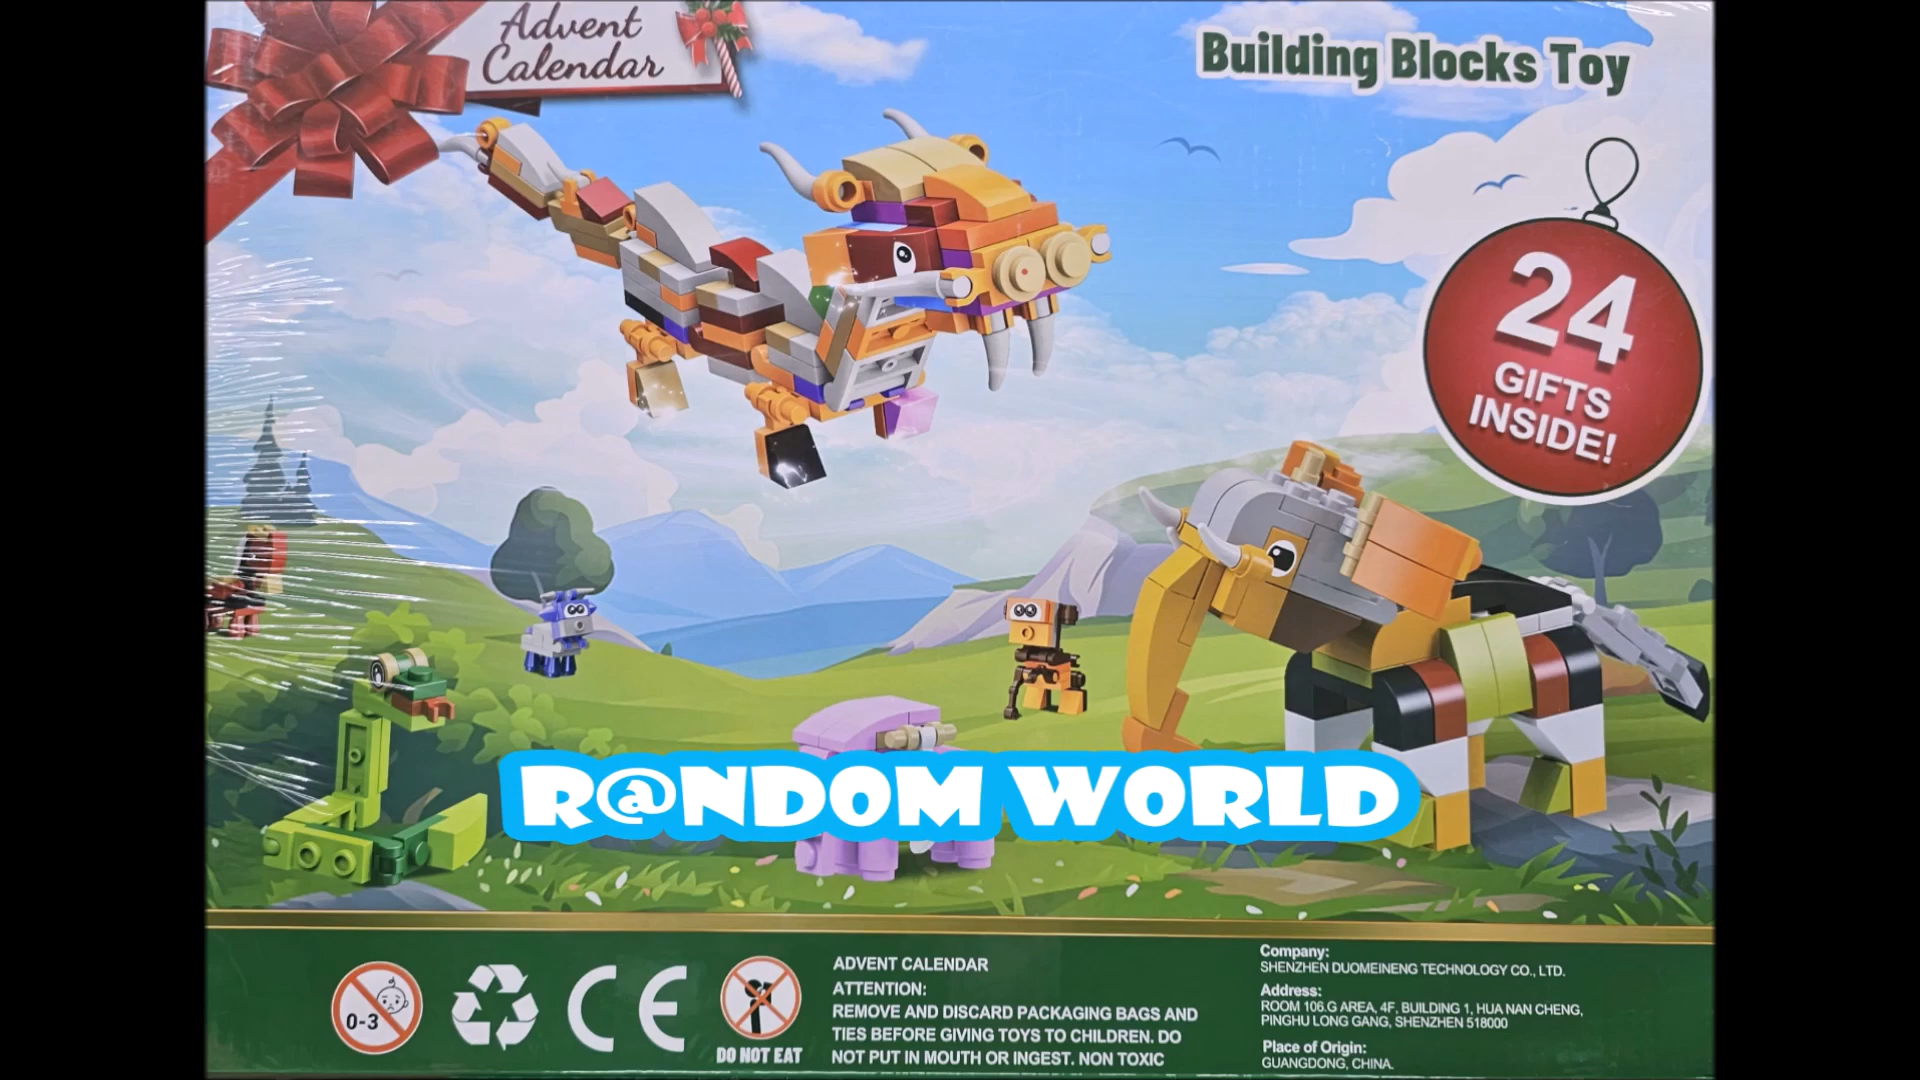 Advent
Calendar
Building Blocks Toy
24
GIFTS
INSIDE!
R@NDOM WORLD
0-3
CE
DO NOT EAT
ADVENT CALENDAR
ATTENTION:
REMOVE AND DISCARD PACKAGING BAGS AND
TIES BEFORE GIVING TOYS TO CHILDREN. DO
NOT PUT IN MOUTH OR INGEST. NON TOXIC
Company:
SHENZHEN DUOMEINENG TECHNOLOGY CO., LTD.
Address:
ROOM 106.G AREA, 4F, BUILDING 1, HUA NAN CHENG,
PINGHU LONG GANG, SHENZHEN 518000
Place of Origin:
GUANGDONG, CHINA.